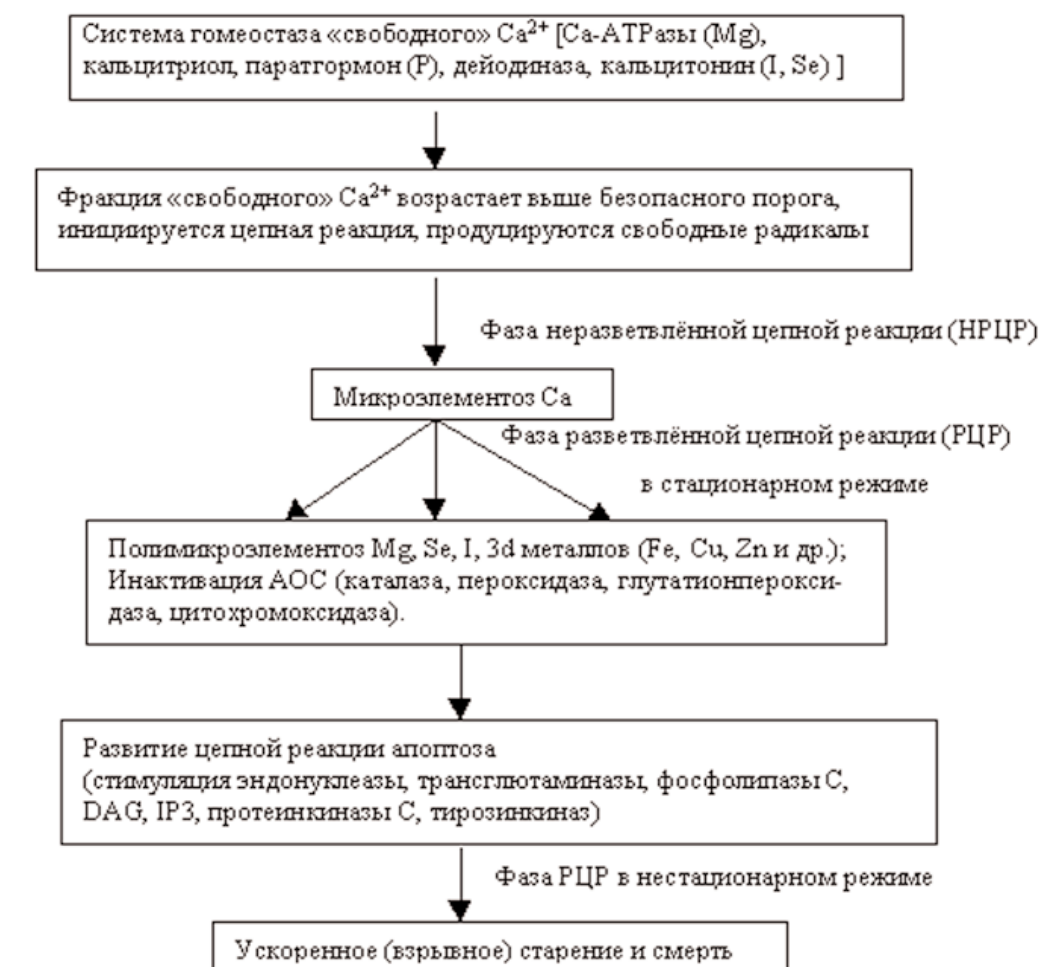 Система гомеостаза «свободного» Ca²⁺ [Ca-АТРазы (Mg),
кальцитриол, паратгормон (P), дейодиназа, кальцитонин (I, Se) ]
Фракция «свободного» Ca²⁺ возрастает выше безопасного порога,
инициируется цепная реакция, продуцируются свободные радикалы
Фаза неразветвлённой цепной реакции (НРЦР)
Микроэлементоз Ca
Фаза разветвлённой цепной реакции (РЦР)
в стационарном режиме
Полимикроэлементоз Mg, Se, I, 3d металлов (Fe, Cu, Zn и др.);
Инактивация АОС (каталаза, пероксидаза, глутатионперокси-
даза, цитохромоксидаза).
Развитие цепной реакции апоптоза
(стимуляция эндонуклеазы, трансглютаминазы, фосфолипазы С,
DAG, IP3, протеинкиназы С, тирозинкиназ)
Фаза РЦР в нестационарном режиме
Ускоренное (взрывное) старение и смерть